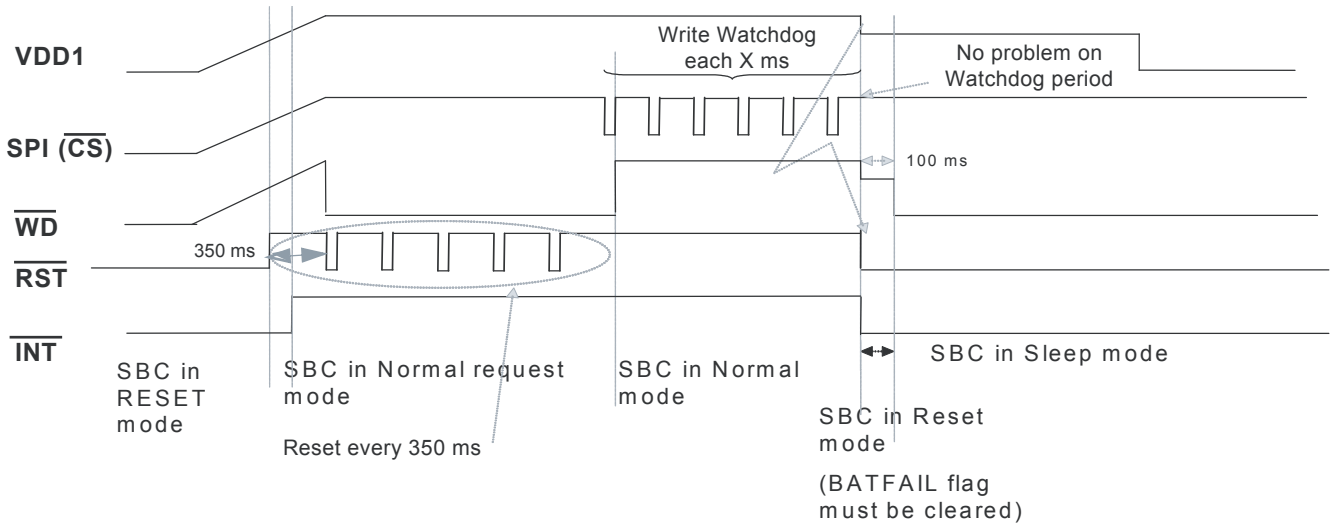 Write Watchdog
each X ms
VDD1
No problem on
Watchdog period
SPI (CS)
100 ms
WD
350 ms
RST
INT
SBC in
RESET
mode
SBC in Normal request
mode
SBC in Normal
mode
SBC in Sleep mode
SBC in Reset
mode
Reset every 350 ms
(BATFAIL flag
must be cleared)